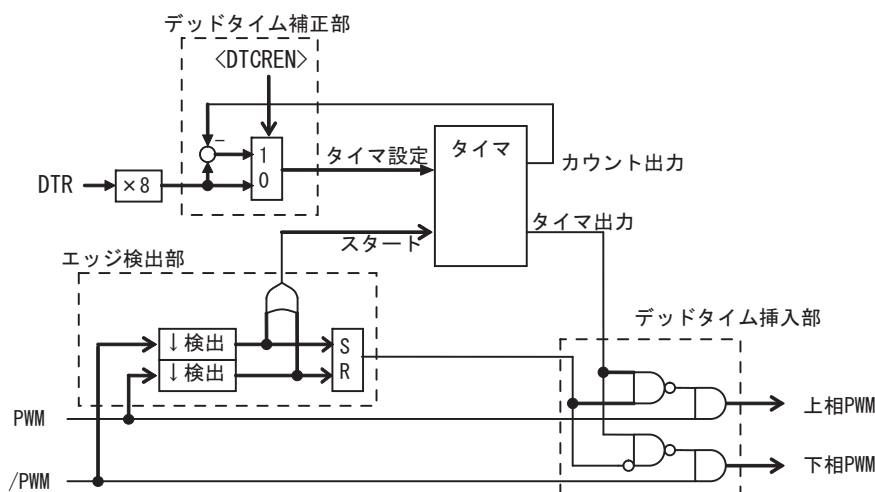 デッドタイム補正部
<DTCREN>
−
1
0
DTR
×8
タイマ設定
タイマ
カウント出力
タイマ出力
スタート
エッジ検出部
デッドタイム挿入部
↓検出
↓検出
S
R
PWM
/PWM
上相PWM
下相PWM